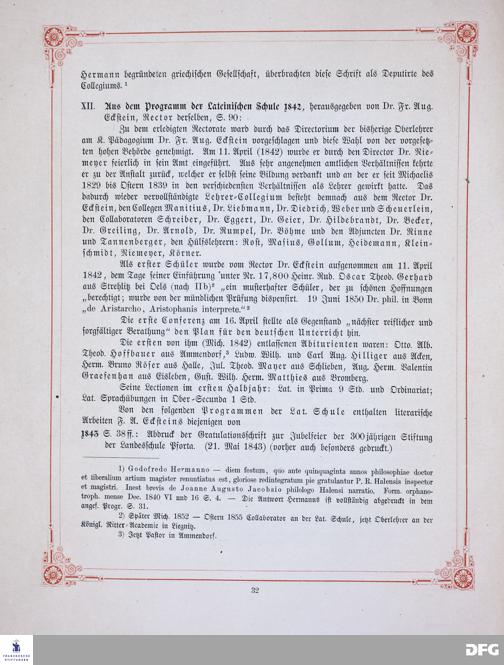 Hermann begründeten griechischen Gesellschaft, überbrachten diese Schrift als Deputirte des
Collegiums. ¹
XII. Aus dem Programm der Lateinischen Schule 1842, herausgegeben von Dr. Fr. Aug.
Eckstein, Rector derselben, S. 90:
Zu dem erledigten Rectorate ward durch das Directorium der bisherige Oberlehrer
am K. Pädagogium Dr. Fr. Aug. Eckstein vorgeschlagen und diese Wahl von der vorgesetz-
ten hohen Behörde genehmigt. Am 11. April (1842) wurde er durch den Director Dr. Nie-
meyer feierlich in sein Amt eingeführt. Aus sehr angenehmen amtlichen Verhältnissen kehrte
er zu der Anstalt zurück, welcher er selbst seine Bildung verdankt und an der er seit Michaelis
1829 bis Ostern 1839 in den verschiedensten Verhältnissen als Lehrer gewirkt hatte. Das
dadurch wieder vervollständigte Lehrer-Collegium besteht demnach aus dem Rector Dr.
Eckstein, den Collegen Manitius, Dr. Liebmann, Dr. Diedrich, Weber und Scheuerlein,
den Collaboratoren Schreiber, Dr. Eggert, Dr. Geier, Dr. Hildebrandt, Dr. Becker,
Dr. Greiling, Dr. Arnold, Dr. Rumpel, Dr. Böhme und den Adjuncten Dr. Rinne
und Tannenberger, den Hülfslehrern: Rost, Masius, Gollum, Heidemann, Klein-
schmidt, Niemeyer, Körner.
Als erster Schüler wurde vom Rector Dr. Eckstein aufgenommen am 11. April
1842, dem Tage seiner Einführung unter Nr. 17,800 Heinr. Rud. Oscar Theod. Gerhard
aus Strehlitz bei Oels (nach IIb)² „ein musterhafter Schüler, der zu schönen Hoffnungen
„berechtigt; wurde von der mündlichen Prüfung dispensirt. 19 Juni 1850 Dr. phil. in Bonn
„de Aristarcho, Aristophanis interprete.“ ²
Die erste Conferenz am 16. April stellte als Gegenstand „nächster reiflicher und
sorgfältiger Berathung“ den Plan für den deutschen Unterricht hin.
Die ersten von ihm (Mich. 1842) entlassenen Abiturienten waren: Otto. Alb.
Theod. Hoffbauer aus Ammendorf,³ Ludw. Wilh. und Carl Aug. Hilliger aus Acken,
Herm. Bruno Röser aus Halle, Jul. Theod. Mayer aus Schlieben, Aug. Herm. Valentin
Graefenhan aus Eisleben, Gust. Wilh. Herm. Matthies aus Bromberg.
Seine Lectionen im ersten Halbjahr: Lat. in Prima 9 Std. und Ordinariat;
Lat. Sprachübungen in Ober-Secunda 1 Std.
Von den folgenden Programmen der Lat. Schule enthalten literarische
Arbeiten F. A. Ecksteins diejenigen von
1843 S. 38 ff.: Abdruck der Gratulationsschrift zur Jubelfeier der 300jährigen Stiftung
der Landesschule Pforta. (21. Mai 1843) (vorher auch besonders gedruckt.)
1) Godofredo Hermanno — diem festum, quo ante quinquaginta annos philosophiae doctor
et liberalium artium magister renuntiatus est, gloriose redintegratum pie gratulantur P. R. Halensis inspector
et magistri. Inest brevis de Joanne Augusto Jacobaio philologo Halensi narratio. Form. orphano-
troph. mense Dec. 1840 VI und 16 S. 4. — Die Antwort Hermanns ist vollständig abgedruckt in dem
angef. Progr. S. 31.
2) Später Mich. 1852 — Ostern 1855 Collaborator an der Lat. Schule, jetzt Oberlehrer an der
Königl. Ritter-Academie in Liegnitz.
3) Jetzt Pastor in Ammendorf.
32
FRANCKESCHE
STIFTUNGEN
DFG